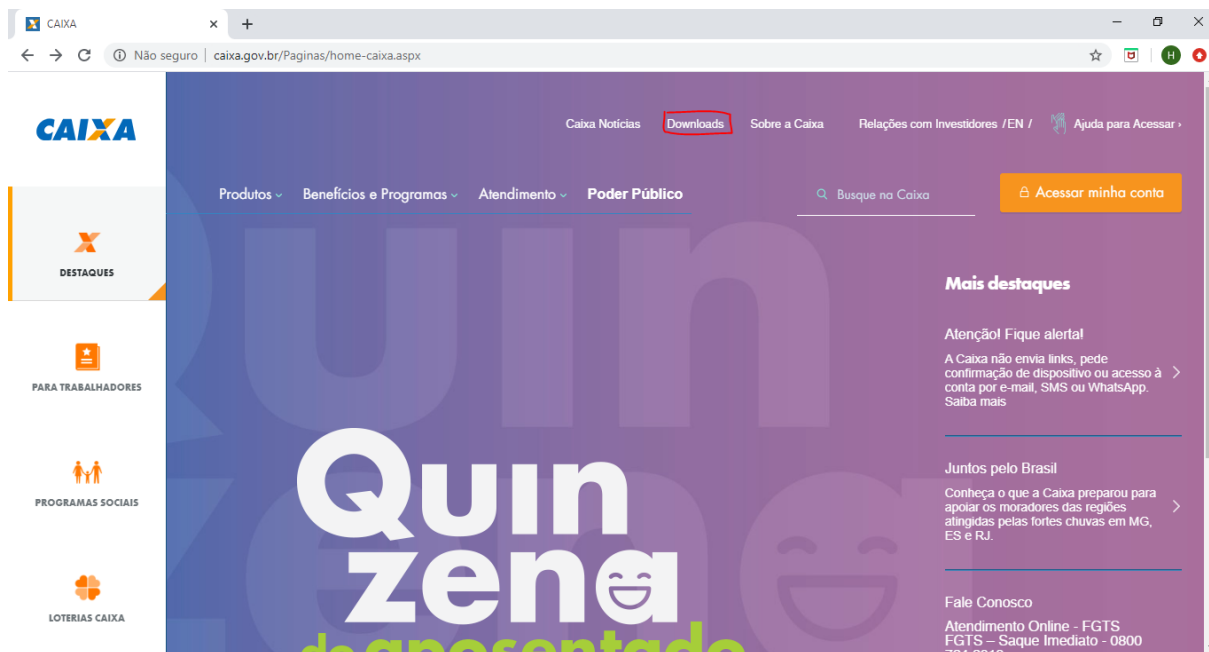 CAIXA
Não seguro
caixa.gov.br/Paginas/home-caixa.aspx
H
CAIXA
Caixa Notícias
Downloads
Sobre a Caixa
Relações com Investidores /EN /
Ajuda para Acessar ›
Produtos
Benefícios e Programas
Atendimento
Poder Público
Busque na Caixa
Acessar minha conta
DESTAQUES
PARA TRABALHADORES
PROGRAMAS SOCIAIS
LOTERIAS CAIXA
Quin
zena
Quin
zena
do aposentado
Mais destaques
Atenção! Fique alerta!
A Caixa não envia links, pede
confirmação de dispositivo ou acesso à
conta por e-mail, SMS ou WhatsApp.
Saiba mais
Juntos pelo Brasil
Conheça o que a Caixa preparou para
apoiar os moradores das regiões
atingidas pelas fortes chuvas em MG,
ES e RJ.
Fale Conosco
Atendimento Online - FGTS
FGTS – Saque Imediato - 0800